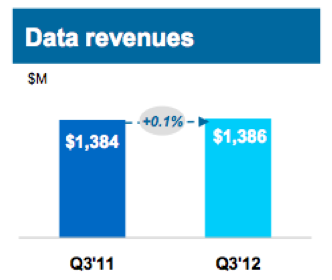 Data revenues
$M
+0.1%
$1,384
$1,386
Q3'11
Q3'12